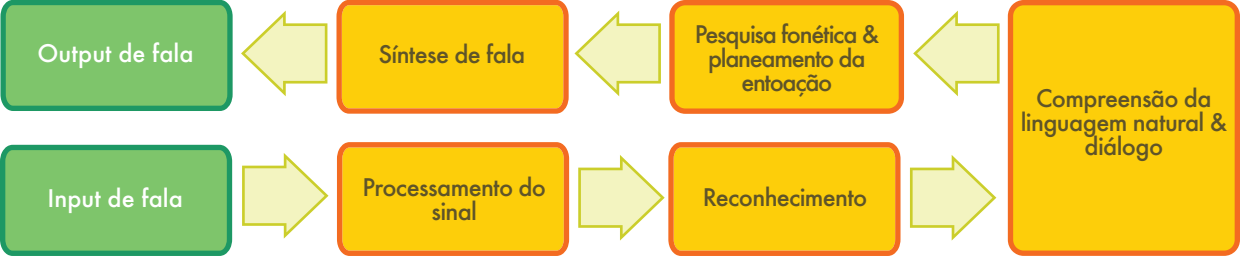 Output de fala
Síntese de fala
Pesquisa fonética &
planeamento da
entoação
Compreensão da
linguagem natural &
diálogo
Input de fala
Processamento do
sinal
Reconhecimento